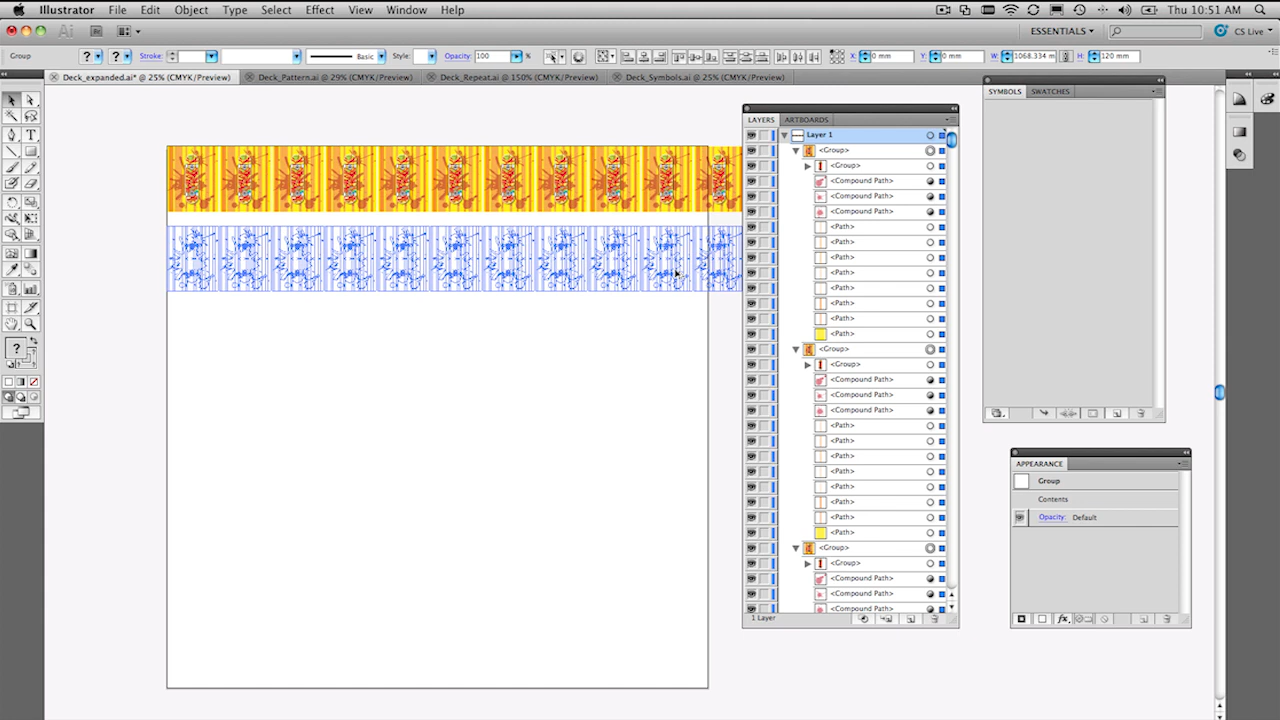 Illustrator File Edit Object Type Select Effect View Window Help Thu 10:51 AM
Ai Br ESSENTIALS CS Live
Group ? ? Stroke: Basic Style: Opacity: 100 X: 0 mm Y: 0 mm W: 1068.334 mm H: 120 mm
Deck_expanded.ai* @ 25% (CMYK/Preview) Deck_Pattern.ai @ 29% (CMYK/Preview) Deck_Repeat.ai @ 150% (CMYK/Preview) Deck_Symbols.ai @ 25% (CMYK/Preview)
SYMBOLS SWATCHES
LAYERS ARTBOARDS
Layer 1
<Group>
<Group>
<Compound Path>
<Compound Path>
<Compound Path>
<Path>
<Path>
<Path>
<Path>
<Path>
<Path>
<Path>
<Path>
<Group>
<Group>
<Compound Path>
<Compound Path>
<Compound Path>
<Path>
<Path>
<Path>
<Path>
<Path>
<Path>
<Path>
<Path>
<Group>
<Group>
<Compound Path>
<Compound Path>
<Compound Path>
1 Layer
APPEARANCE
Group
Contents
Opacity: Default
fx
T
?